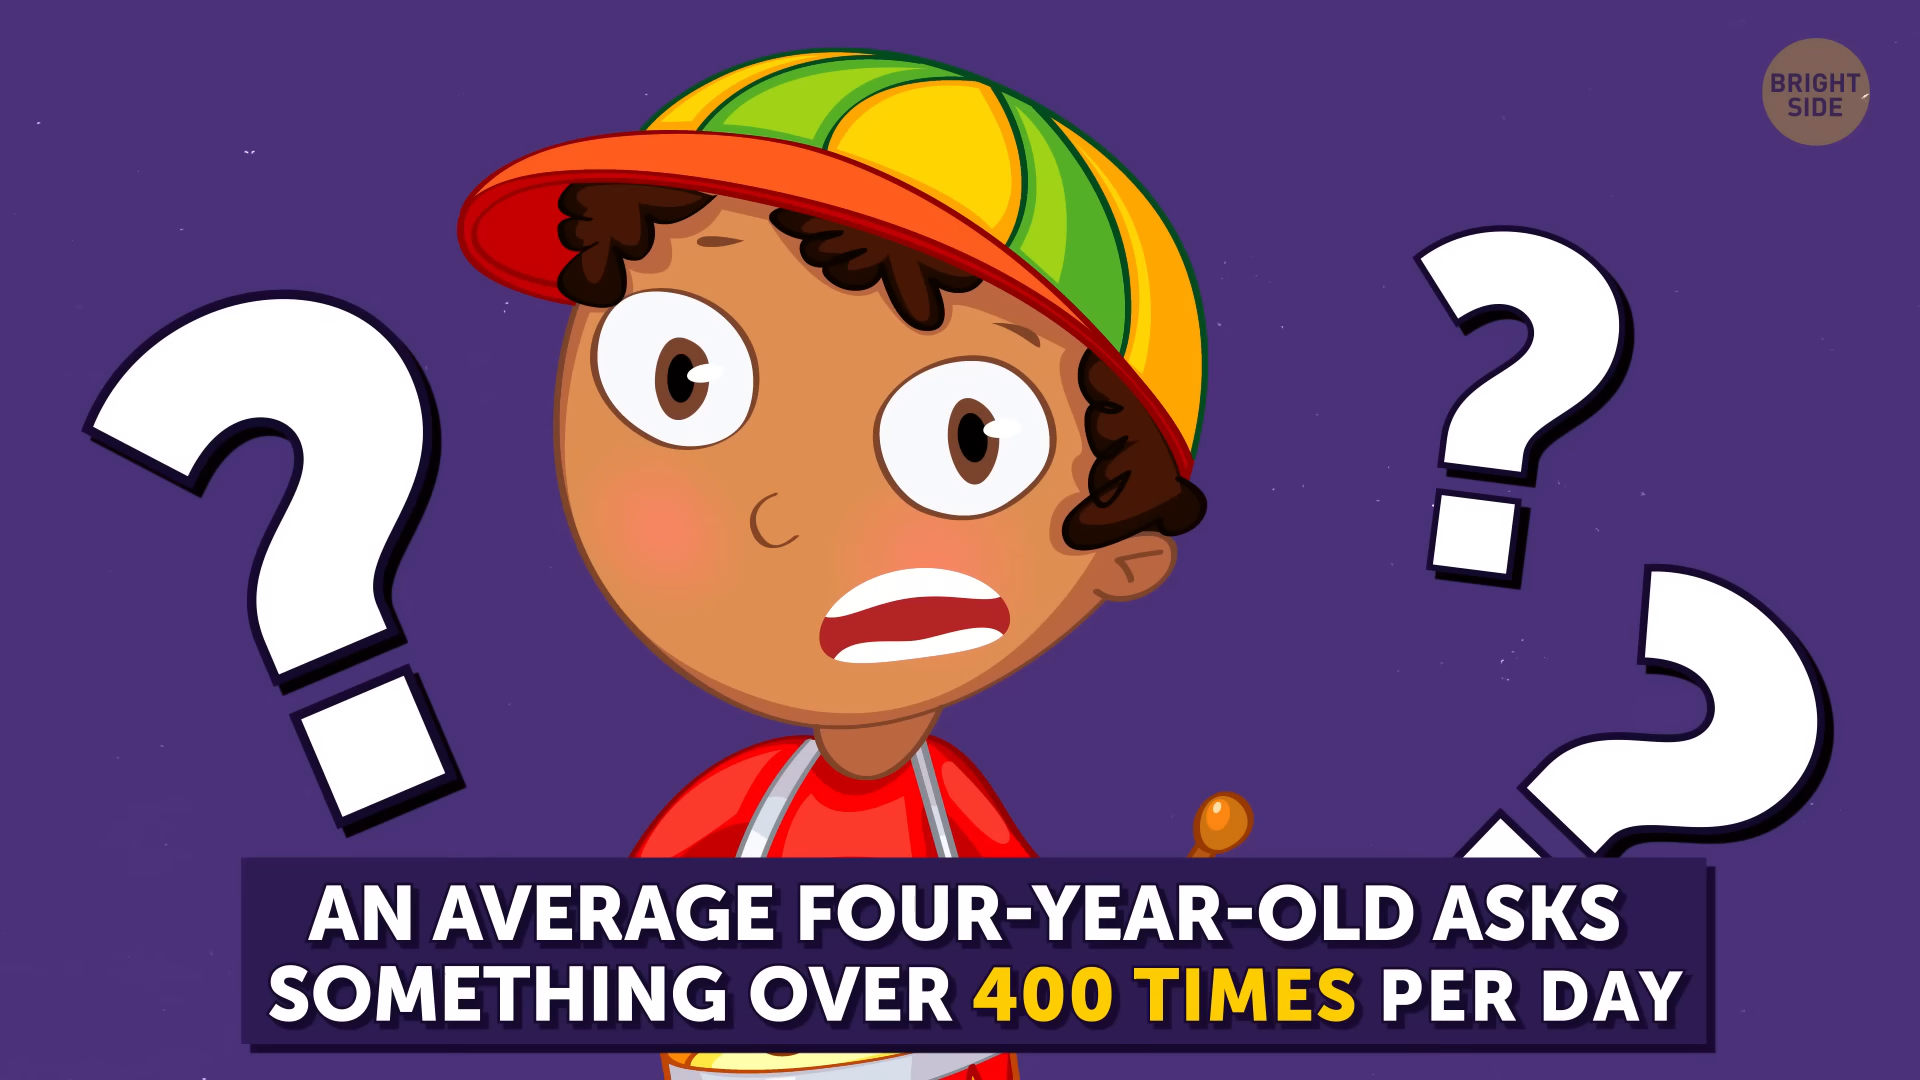 BRIGHT
SIDE
AN AVERAGE FOUR-YEAR-OLD ASKS
SOMETHING OVER 400 TIMES PER DAY